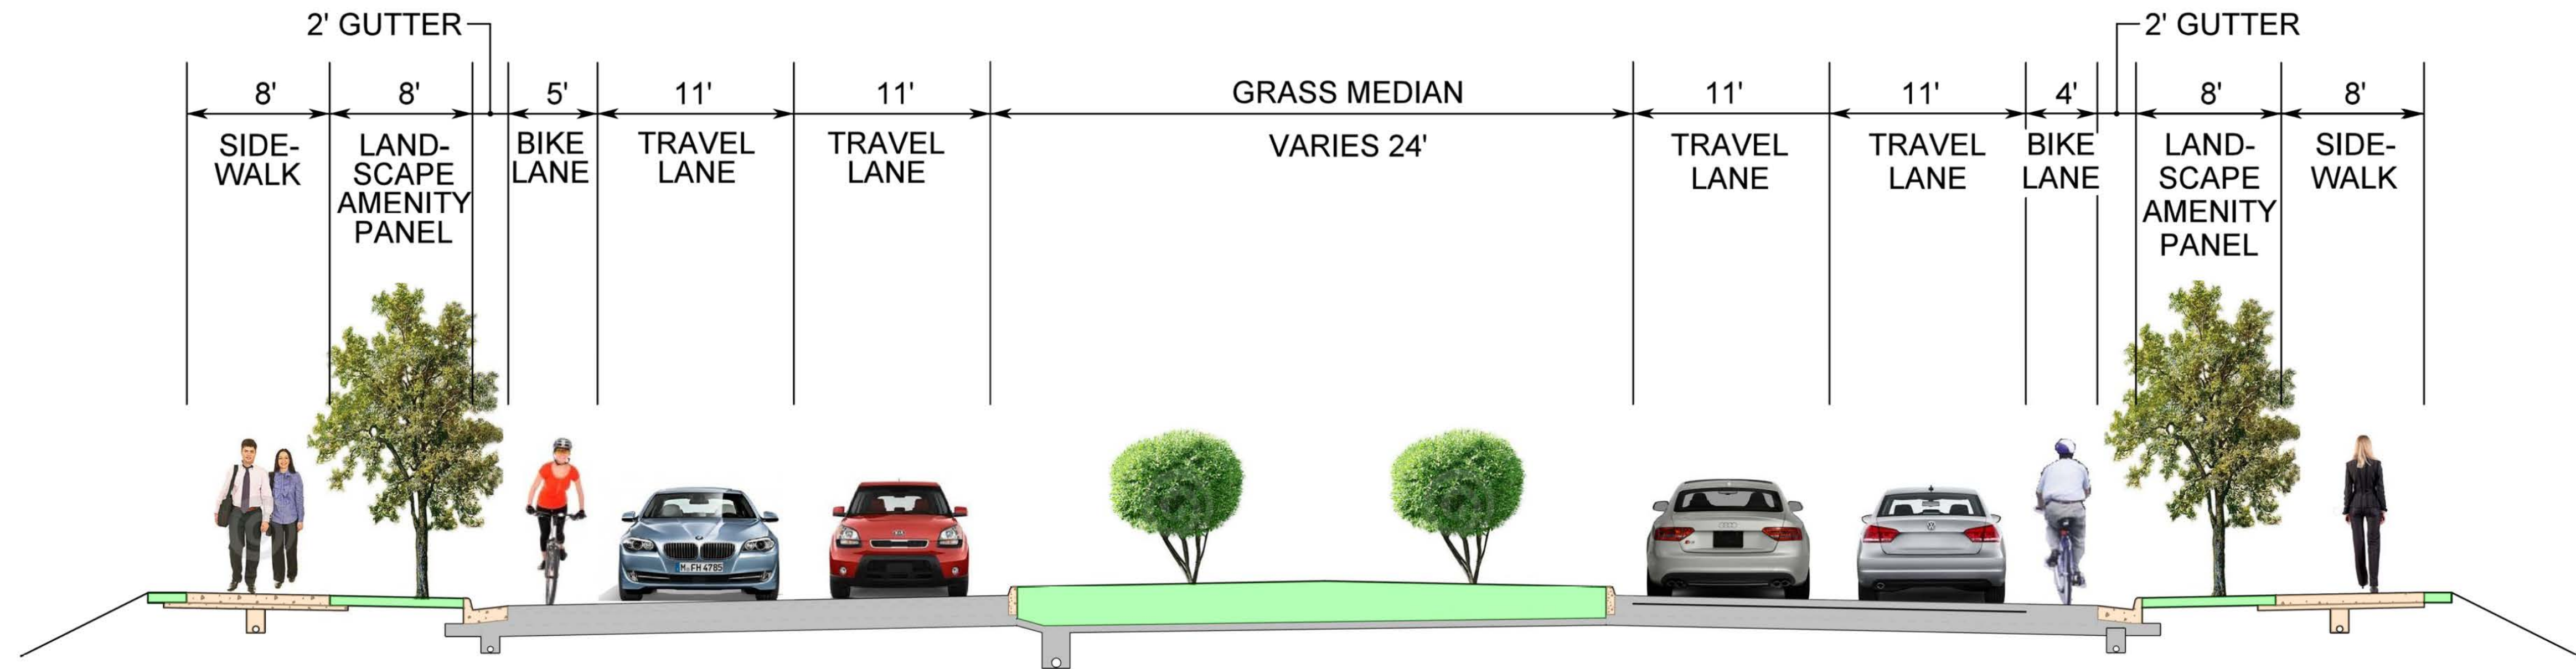 2' GUTTER
2' GUTTER
8'
8'
5'
11'
11'
GRASS MEDIAN
11'
11'
4'
8'
8'
SIDE-
WALK
LAND-
SCAPE
AMENITY
PANEL
BIKE
LANE
TRAVEL
LANE
TRAVEL
LANE
VARIES 24'
TRAVEL
LANE
TRAVEL
LANE
BIKE
LANE
LAND-
SCAPE
AMENITY
PANEL
SIDE-
WALK
M FH 4785